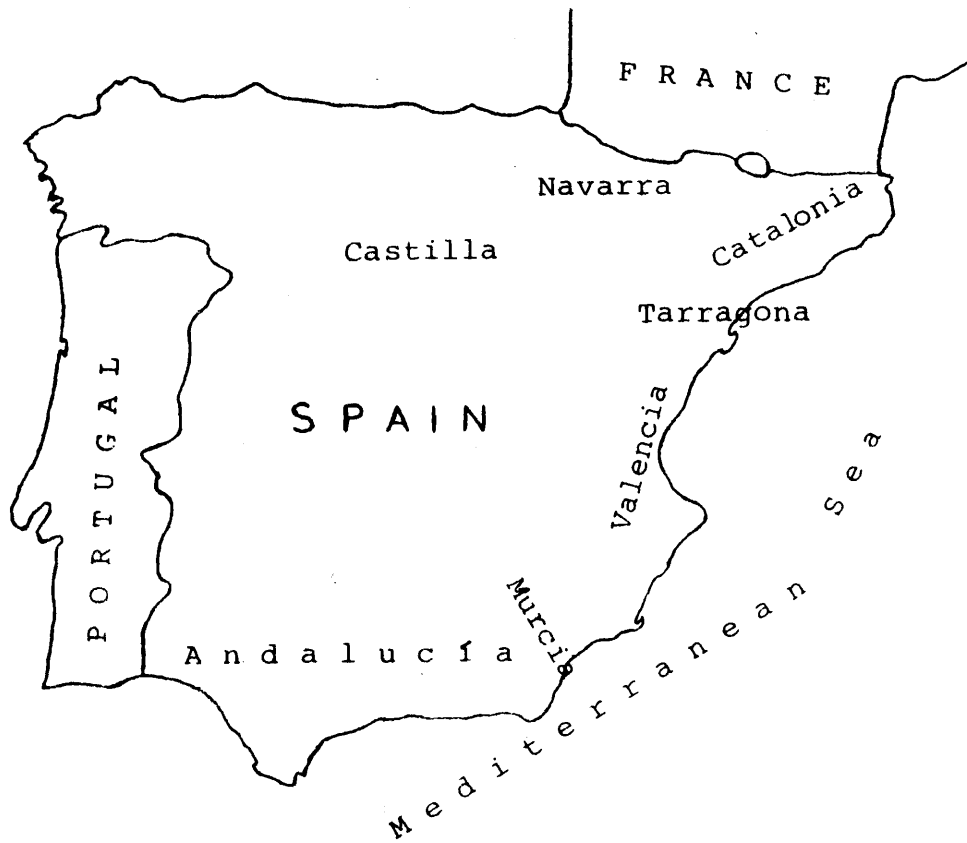 FRANCE
Navarra
Catalonia
Castilla
Tarragona
SPAIN
PORTUGAL
Valencia
Mediterranean Sea
Murcia
Andalucía